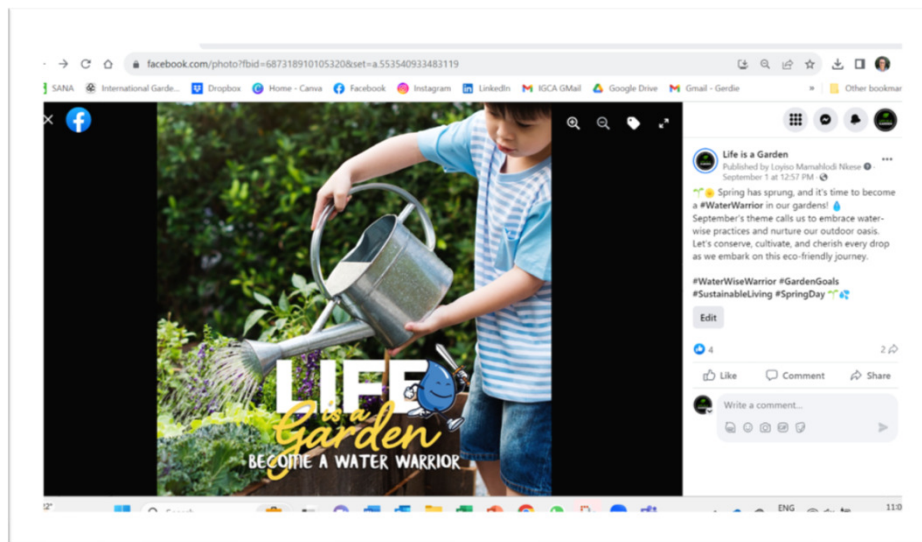 facebook.com/photo?fbid=687318910105320&set=a.553540933483119
SANA International Garde... Dropbox Home - Canva Facebook Instagram LinkedIn IGCA GMail Google Drive Gmail - Gerdie » Other bookmar
Life is a Garden
Published by Loyiso Mamahlodi Nkese
September 1 at 12:57 PM ·
Spring has sprung, and it's time to become
a #WaterWarrior in our gardens!
September's theme calls us to embrace water-
wise practices and nurture our outdoor oasis.
Let's conserve, cultivate, and cherish every drop
as we embark on this eco-friendly journey.
#WaterWiseWarrior #GardenGoals
#SustainableLiving #SpringDay
Edit
4 2
Like Comment Share
Write a comment...
LIFE
is a
Garden
BECOME A WATER WARRIOR
Search
ENG
11:0